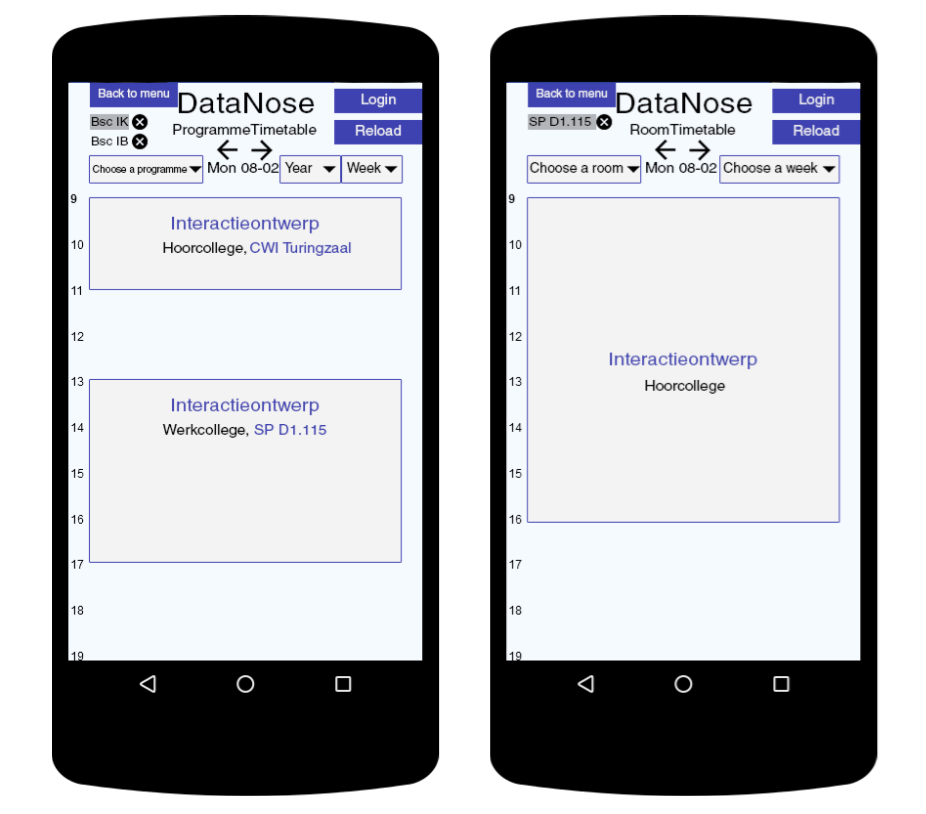 Back to menu
DataNose
Login
Bsc IK
ProgrammeTimetable
Reload
Bsc IB
Choose a programme
Mon 08-02
Year
Week
9
Interactieontwerp
10
Hoorcollege, CWI Turingzaal
11
12
13
Interactieontwerp
14
Werkcollege, SP D1.115
15
16
17
18
19
Back to menu
DataNose
Login
SP D1.115
RoomTimetable
Reload
Choose a room
Mon 08-02
Choose a week
9
10
11
12
Interactieontwerp
13
Hoorcollege
14
15
16
17
18
19